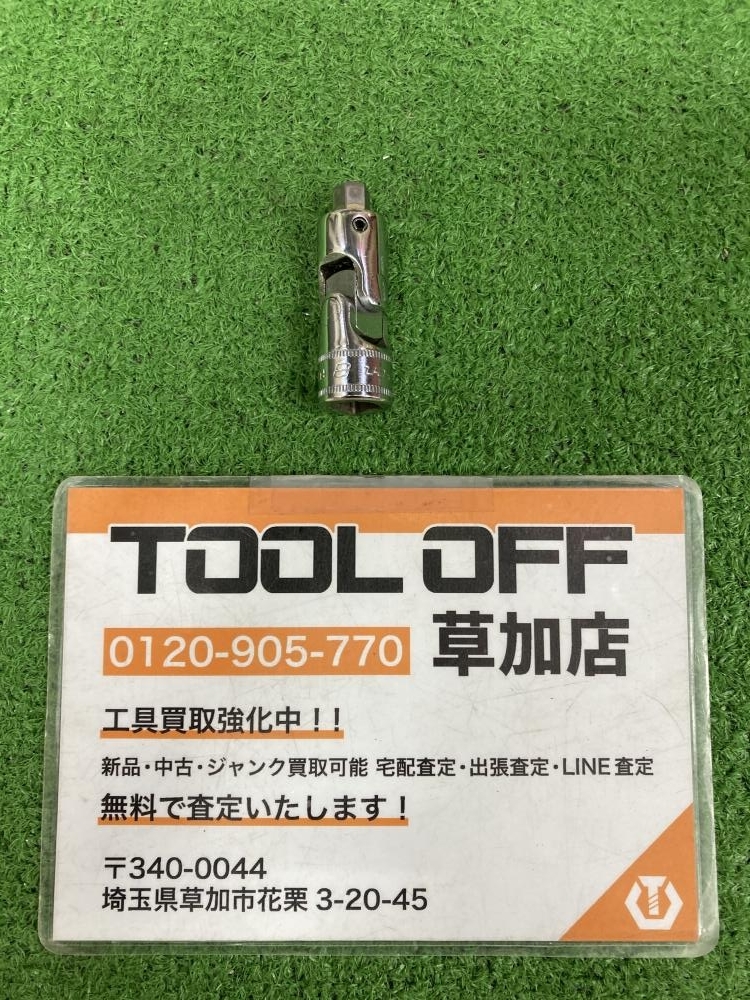 TOOL OFF
0120-905-770 草加店
工具買取強化中！！
新品・中古・ジャンク買取可能 宅配査定・出張査定・LINE査定
無料で査定いたします！
〒340-0044
埼玉県草加市花栗 3-20-45